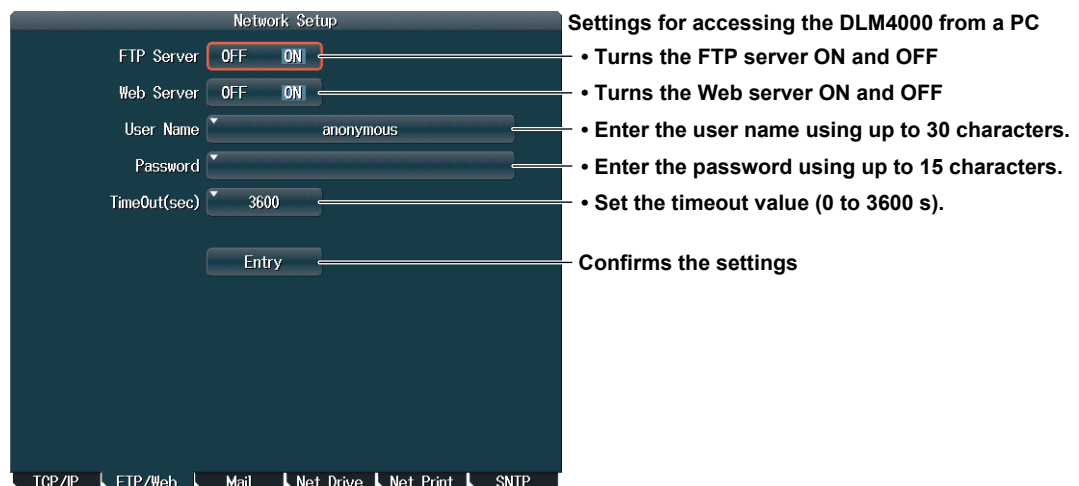 Network Setup
Settings for accessing the DLM4000 from a PC
FTP Server OFF ON
• Turns the FTP server ON and OFF
Web Server OFF ON
• Turns the Web server ON and OFF
User Name anonymous
• Enter the user name using up to 30 characters.
Password
• Enter the password using up to 15 characters.
TimeOut(sec) 3600
• Set the timeout value (0 to 3600 s).
Entry
Confirms the settings
TCP/IP FTP/Web Mail Net Drive Net Print SNTP